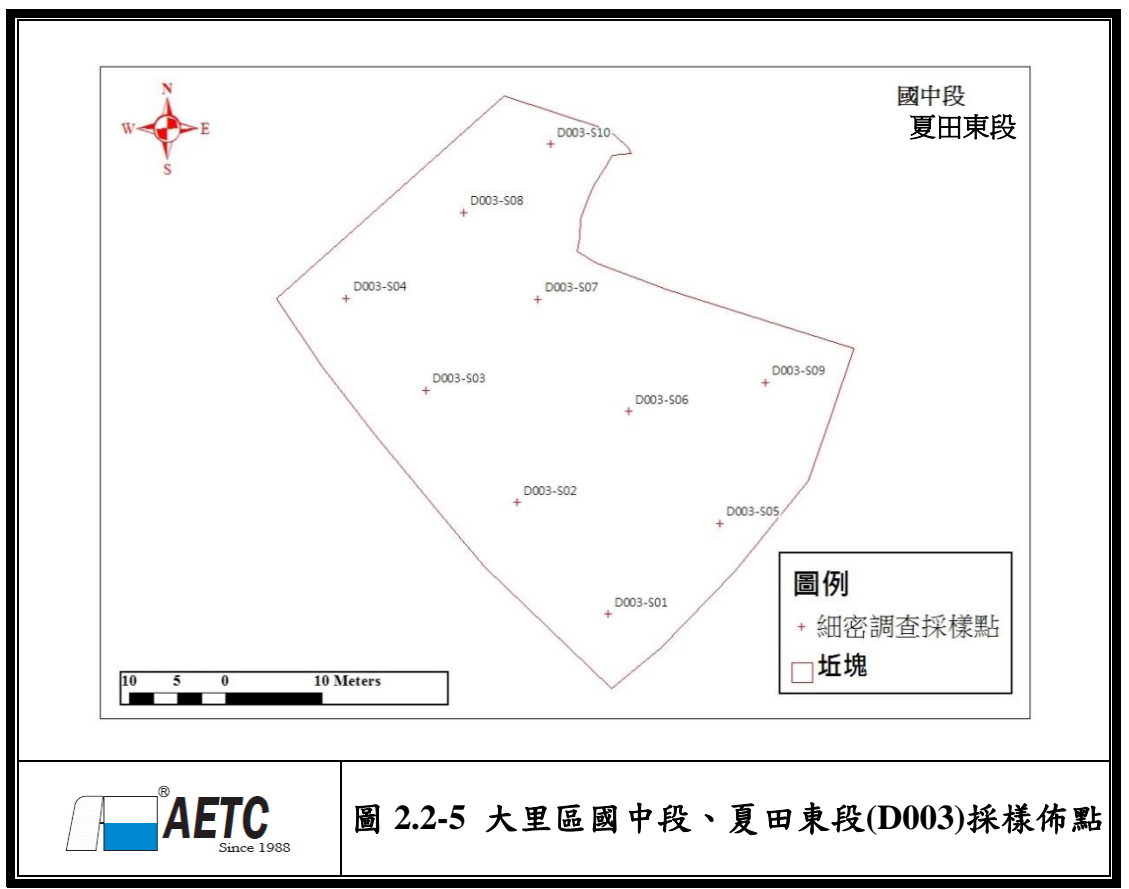 N
國中段
W E
夏田東段
S
D003-S10
D003-S08
D003-S04
D003-S07
D003-S03
D003-S09
D003-S06
D003-S02
D003-S05
D003-S01
圖例
細密調查採樣點
坵塊
10 5 0 10 Meters
®
AETC
Since 1988
圖 2.2-5 大里區國中段、夏田東段(D003)採樣佈點